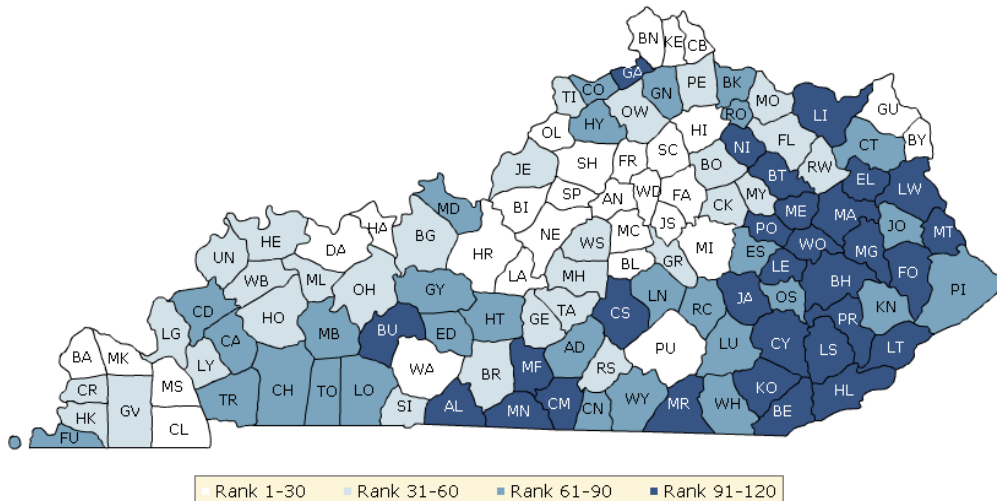 BN KE CB
GA
CO GN PE BK
TI OW MO LI GU
HY RO
OL HI NI FL CT BY
JE SH FR SC BO BT RW
SP AN WD FA MY EL LW
MD BI CK ME MA
HA BG NE MC JS PO JO MT
HE DA HR WS MI WO MG
UN BL GR ES LE FO
WB ML LA MH BH PI
CD OH GY LN JA OS KN
HO TA RC
LG CA MB BU HT GE CS PR
ED AD LU CY LS LT
BA MK LY PU
MS WA BR MF RS
CR TR CH TO LO WY KO HL
HK GV SI AL MN CM CN MR WH BE
CL
FU
Rank 1-30 Rank 31-60 Rank 61-90 Rank 91-120